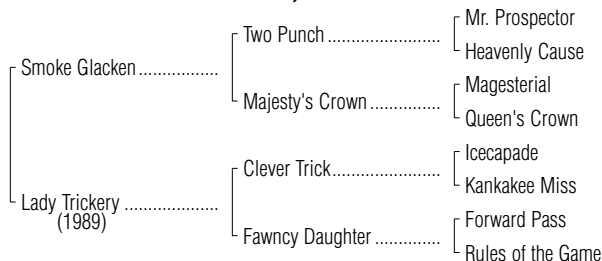 Mr. Prospector
Two Punch ........................
Heavenly Cause
Smoke Glacken.................
Magesterial
Majesty's Crown...............
Queen's Crown
Icecapade
Clever Trick.......................
Kankakee Miss
Lady Trickery ....................
(1989)
Forward Pass
Fawncy Daughter .............
Rules of the Game